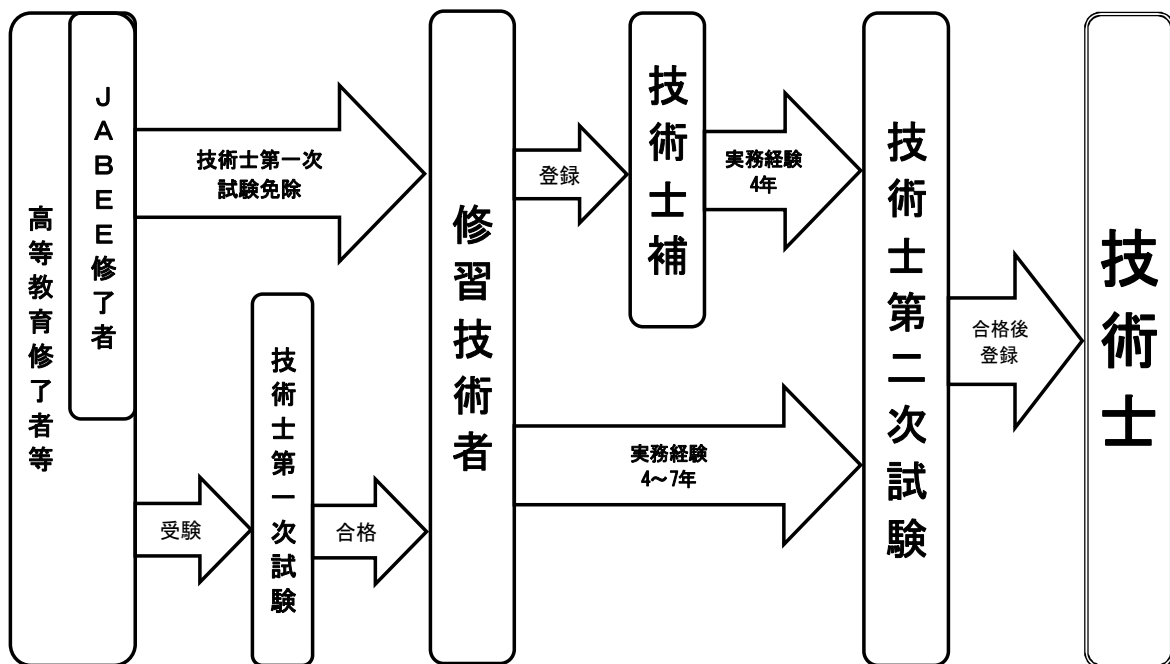 高等教育修了者等
ＪＡＢＥＥ修了者
技術士第一次
試験免除
受験
技術士第一次試験
合格
修習技術者
登録
技術士補
実務経験
4年
実務経験
4～7年
技術士第二次試験
合格後
登録
技術士